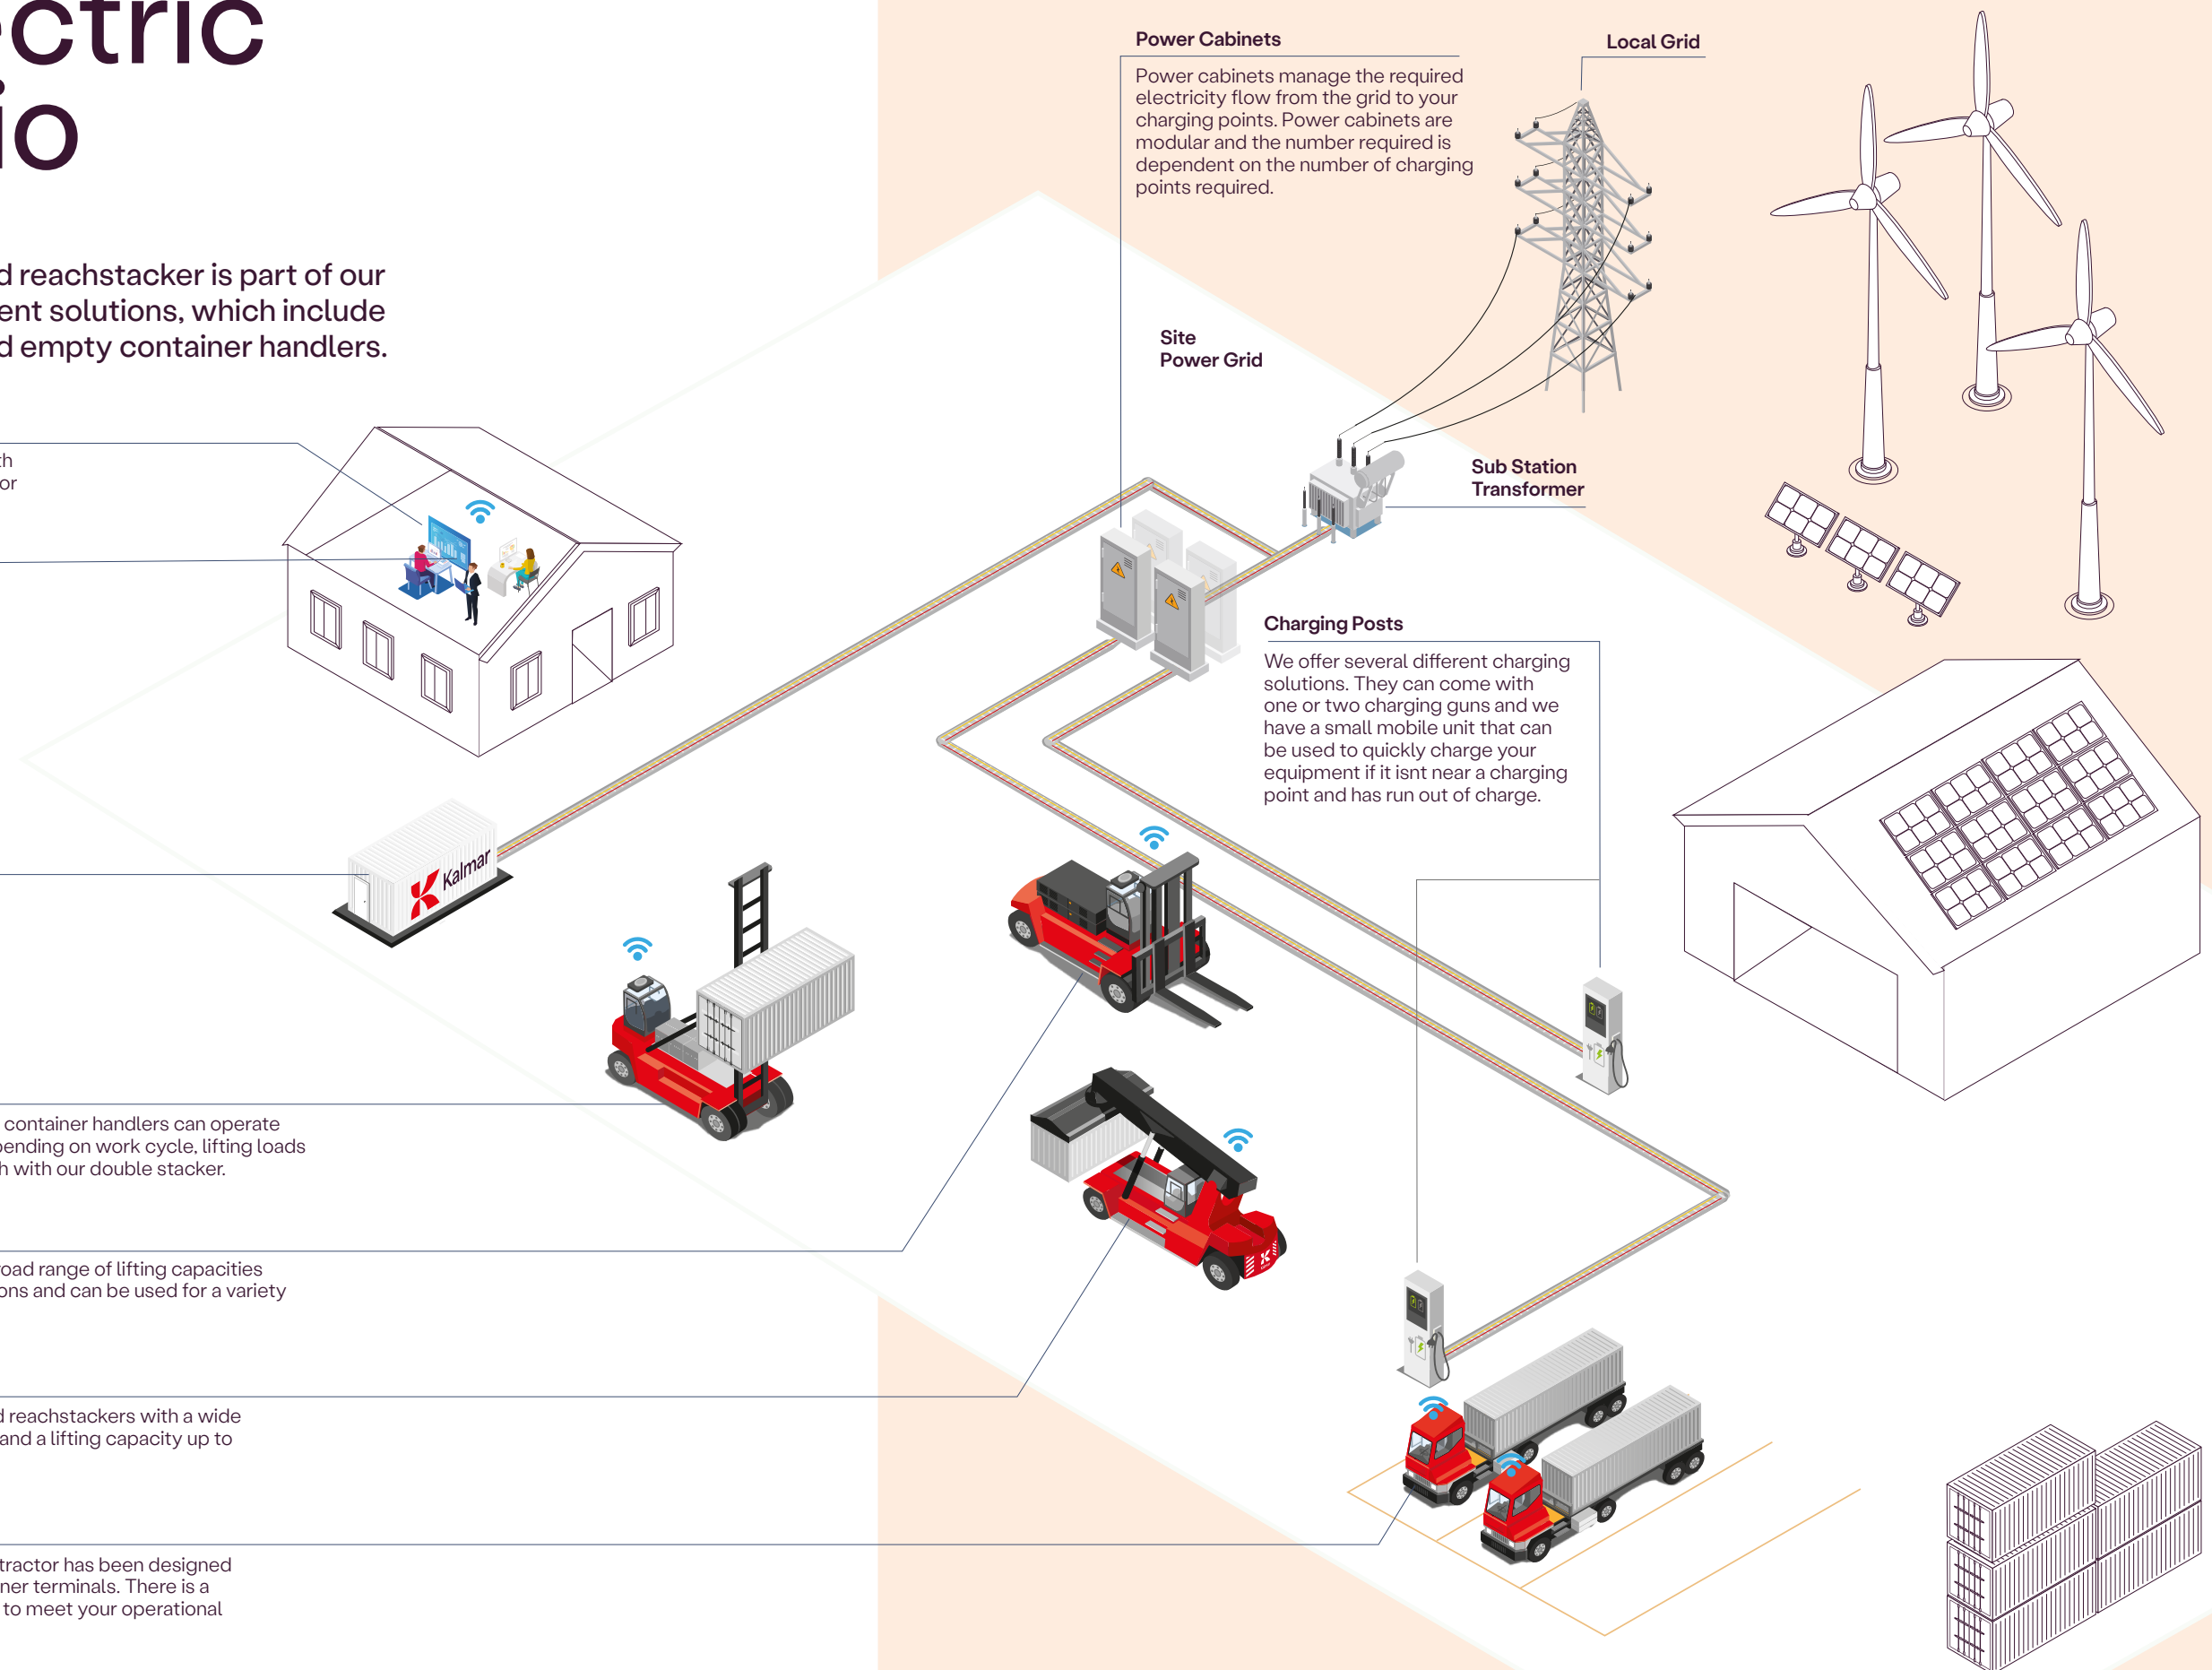 ectric
io
d reachstacker is part of our
ent solutions, which include
d empty container handlers.
th
or
container handlers can operate
pending on work cycle, lifting loads
h with our double stacker.
road range of lifting capacities
ons and can be used for a variety
d reachstackers with a wide
and a lifting capacity up to
tractor has been designed
ner terminals. There is a
to meet your operational
Power Cabinets
Power cabinets manage the required
electricity flow from the grid to your
charging points. Power cabinets are
modular and the number required is
dependent on the number of charging
points required.
Local Grid
Site
Power Grid
Sub Station
Transformer
Charging Posts
We offer several different charging
solutions. They can come with
one or two charging guns and we
have a small mobile unit that can
be used to quickly charge your
equipment if it isnt near a charging
point and has run out of charge.
Kalmar